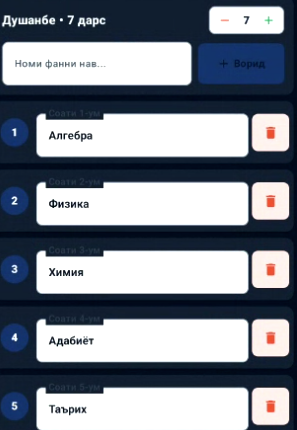 Душанбе • 7 дарс
− 7 +
Номи фанни нав...
+ Ворид
Соати 1-ум
1
Алгебра
Соати 2-ум
2
Физика
Соати 3-ум
3
Химия
Соати 4-ум
4
Адабиёт
Соати 5-ум
5
Таърих